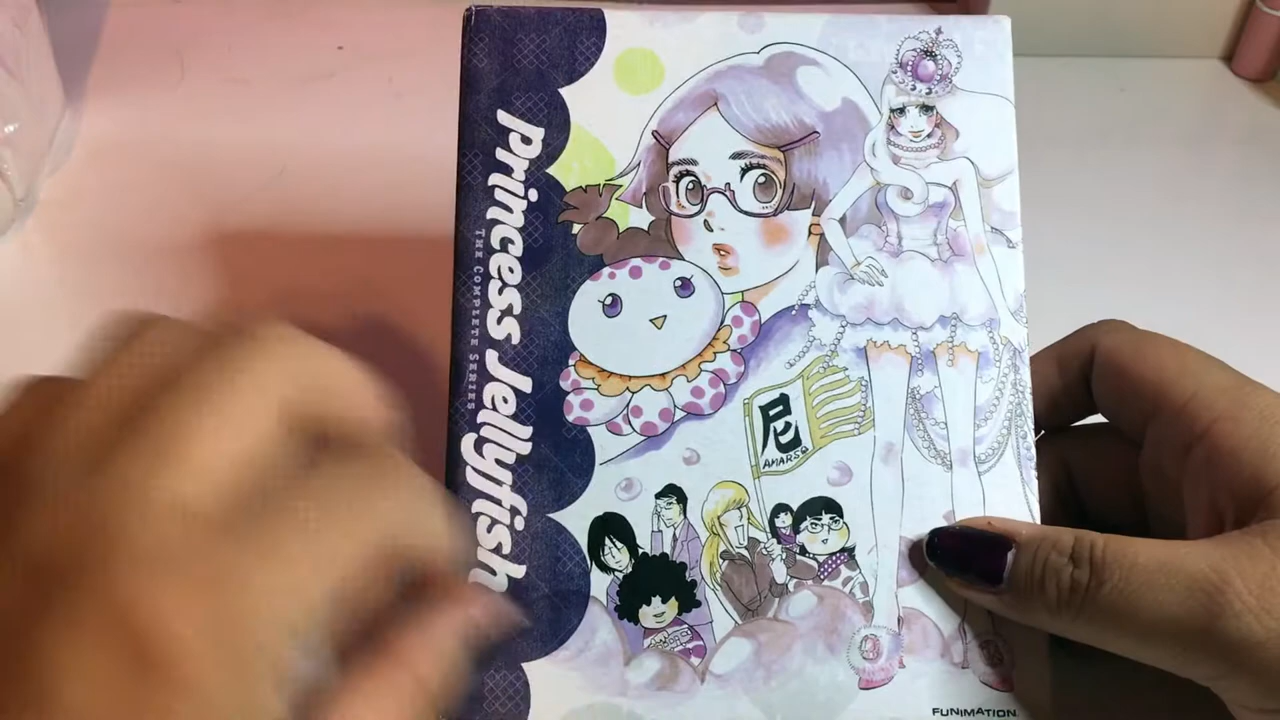 Princess Jellyfish
THE COMPLETE SERIES
尼
AMARS
FUNIMATION